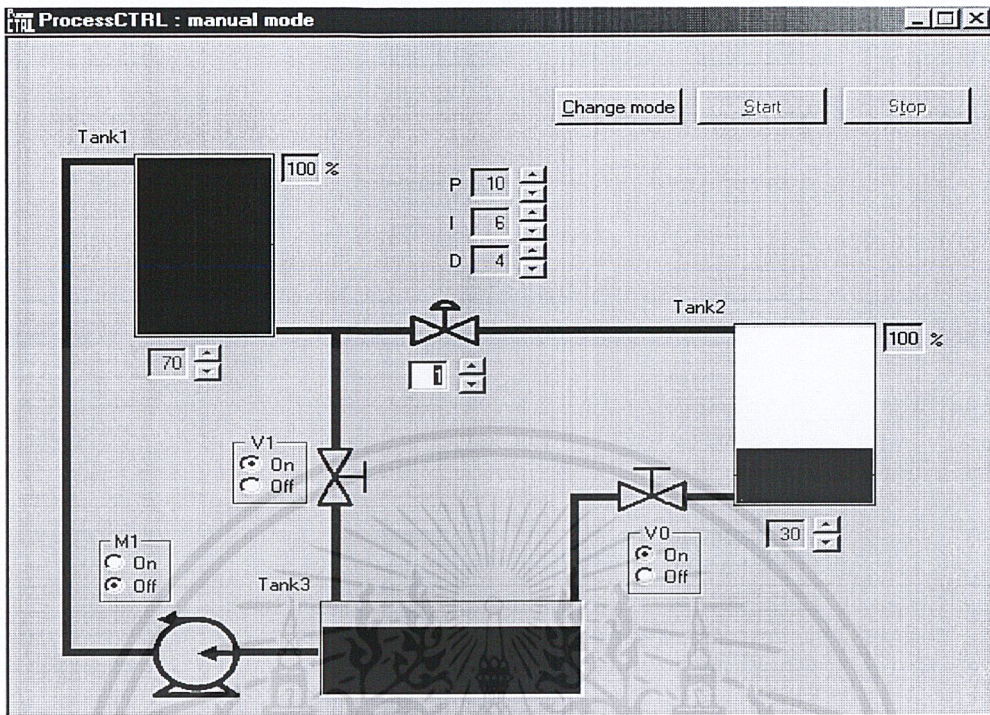 ProcessCTRL : manual mode
Change mode Start Stop
Tank1
100 %
P 10
I 6
D 4
Tank2
100 %
70
1
V1
On
Off
V0
On
Off
30
M1
On
Off
Tank3